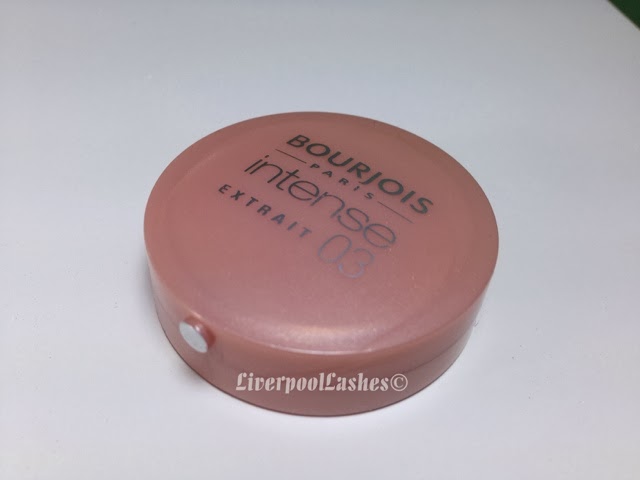 BOURJOIS
PARIS
intense
EXTRAIT 03
LiverpoolLashes©